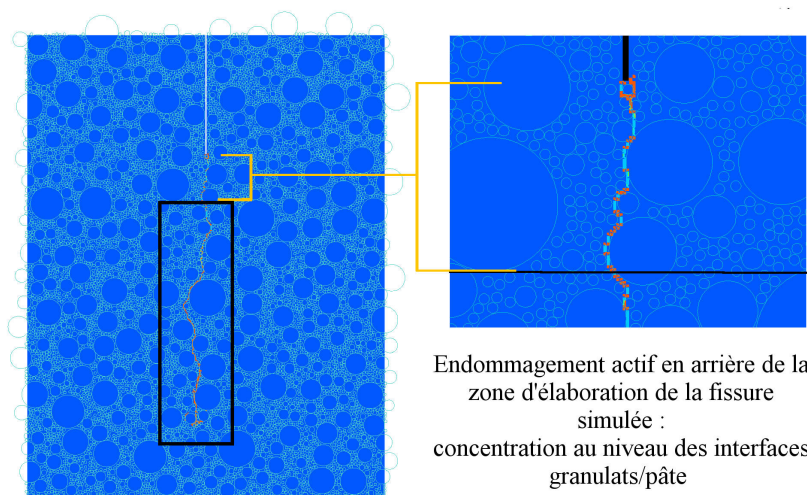 Endommagement actif en arrière de la
zone d'élaboration de la fissure
simulée :
concentration au niveau des interfaces
granulats/pâte